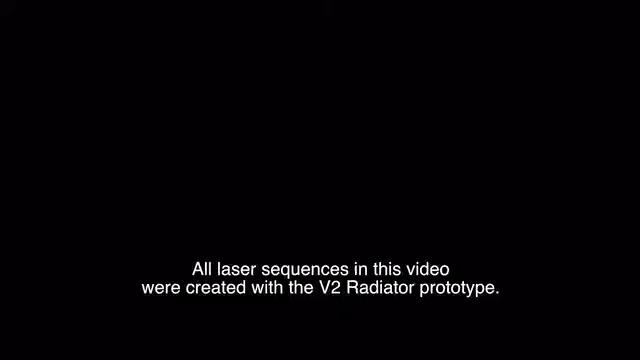 All laser sequences in this video
were created with the V2 Radiator prototype.